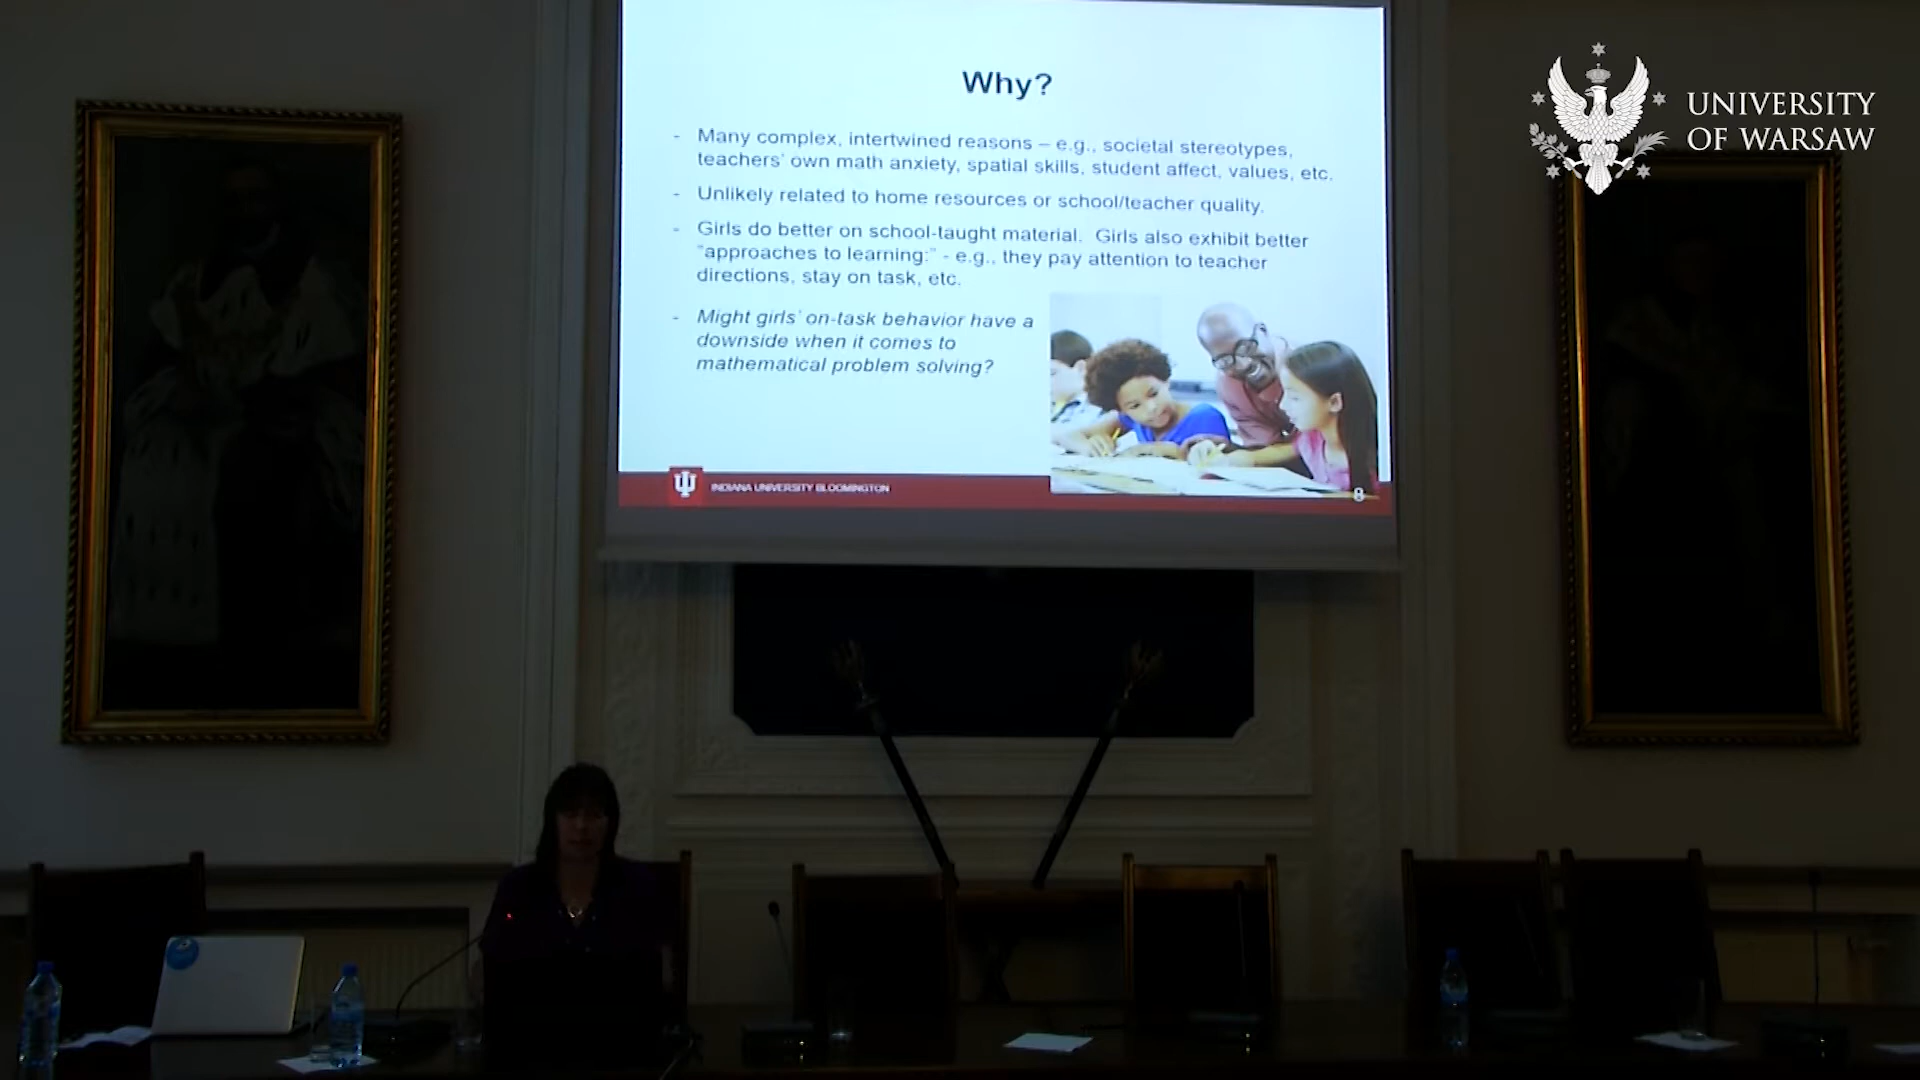 Why?
- Many complex, intertwined reasons – e.g., societal stereotypes,
teachers' own math anxiety, spatial skills, student affect, values, etc.
- Unlikely related to home resources or school/teacher quality.
- Girls do better on school-taught material. Girls also exhibit better
"approaches to learning:" - e.g., they pay attention to teacher
directions, stay on task, etc.
- Might girls' on-task behavior have a
downside when it comes to
mathematical problem solving?
INDIANA UNIVERSITY BLOOMINGTON
8
UNIVERSITY
OF WARSAW